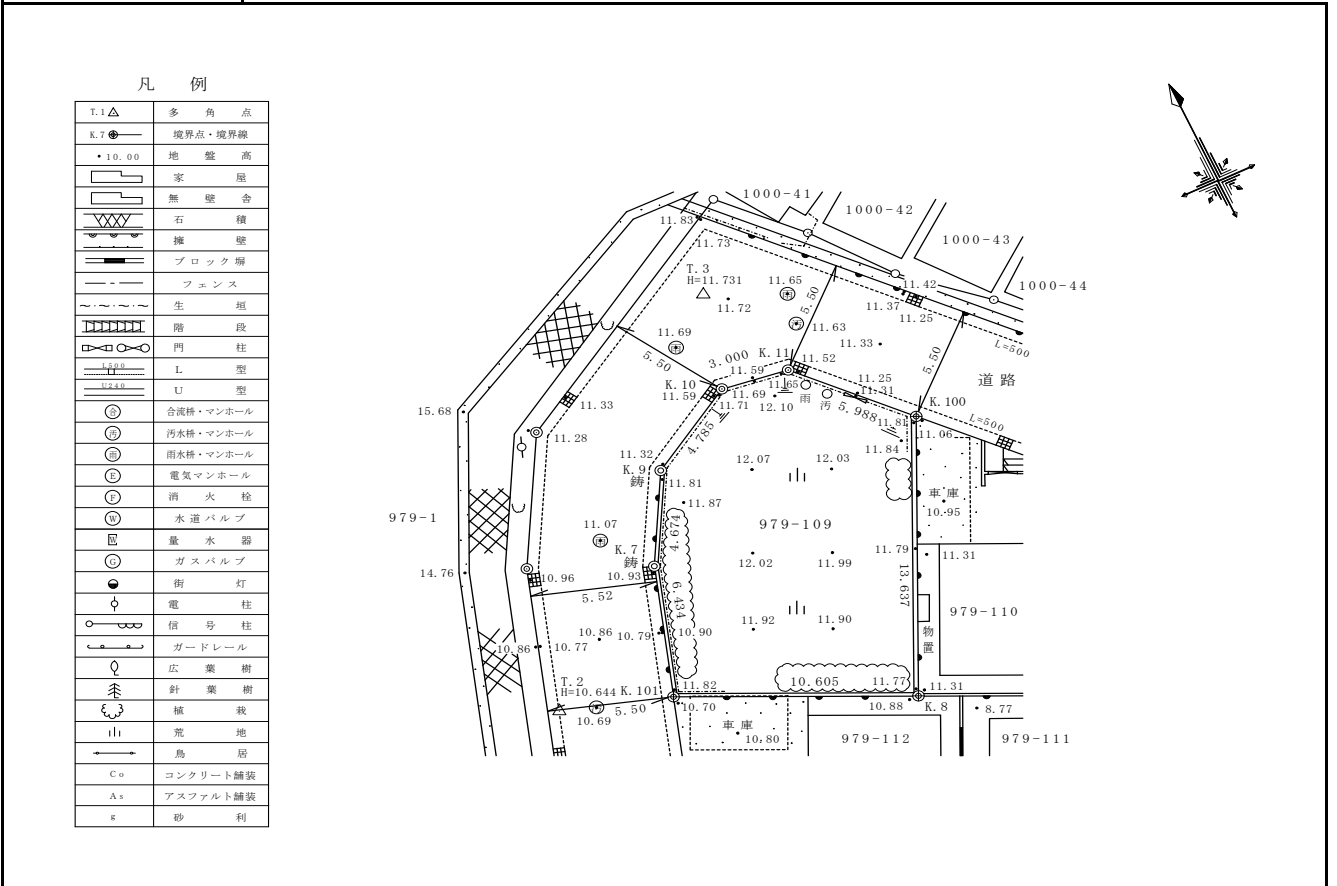 凡 例
T.1 多角点
K.7 境界点・境界線
10.00 地盤高
家屋
無壁舎
石積
擁壁
ブロック塀
フェンス
生垣
階段
門柱
L500 L型
U240 U型
合 合流桝・マンホール
汚 汚水桝・マンホール
雨 雨水桝・マンホール
E 電気マンホール
F 消火栓
W 水道バルブ
W 量水器
G ガスバルブ
街灯
電柱
信号柱
ガードレール
広葉樹
針葉樹
植栽
荒地
鳥居
Co コンクリート舗装
As アスファルト舗装
g 砂利
1000-41
1000-42
1000-43
1000-44
11.83
11.73
T.3
H=11.731
11.65
雨
11.72
5.50
11.42
11.37
11.25
11.63
11.33
L=500
11.69
雨
5.50
3.000
K.11
11.52
11.59
11.65
11.25
11.31
5.50
道路
K.10
11.59
11.69
11.71
12.10
雨
汚
5.988
K.100
L=500
11.81
11.06
11.84
15.68
11.33
11.28
4.785
11.32
K.9
鋳
11.81
11.87
12.07
12.03
車庫
10.95
979-1
979-109
11.07
雨
4.674
K.7
鋳
14.76
10.96
10.93
12.02
11.99
11.79
11.31
5.52
6.434
13.637
979-110
10.86
10.79
10.90
11.92
11.90
物置
10.86
10.77
T.2
H=10.644
K.101
11.82
10.605
11.77
11.31
10.69
5.50
10.70
10.88
K.8
8.77
車庫
10.80
979-112
979-111